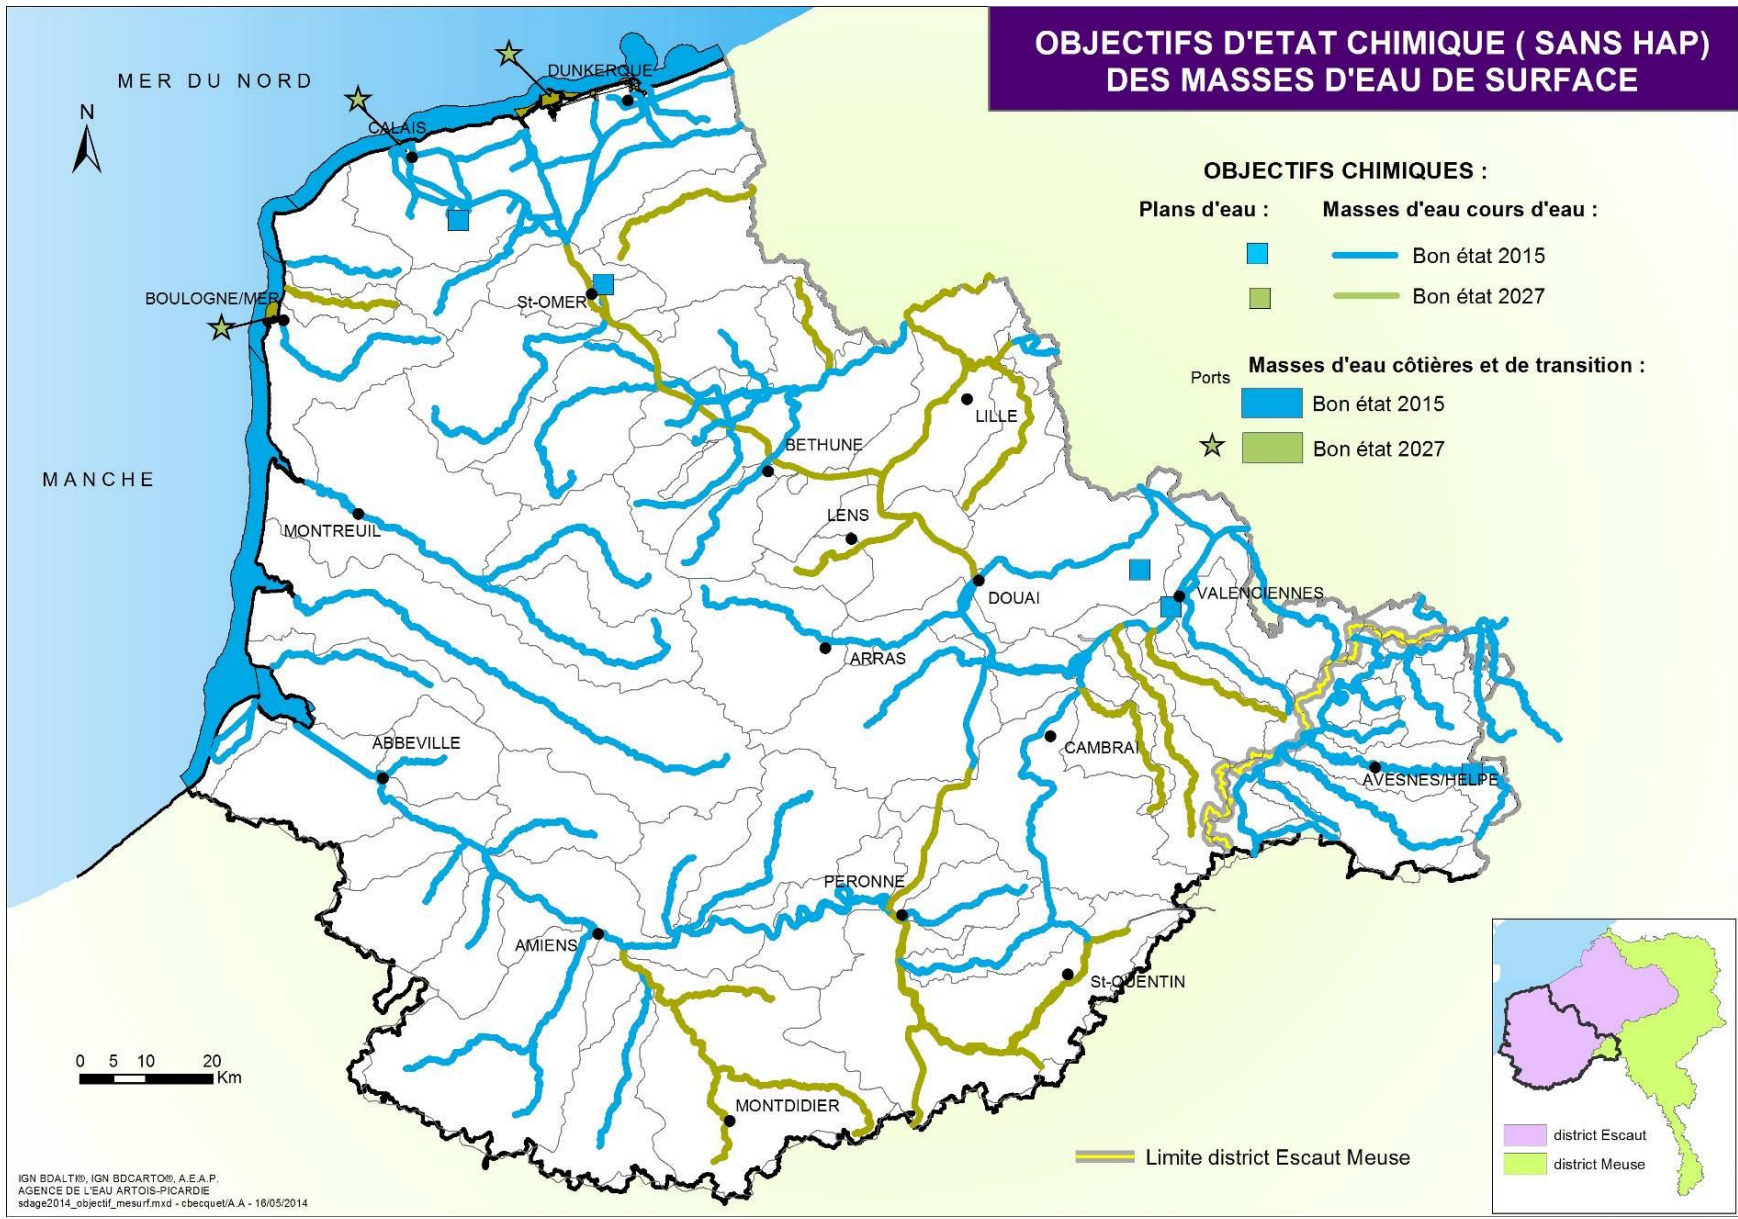 OBJECTIFS D'ETAT CHIMIQUE ( SANS HAP)
DES MASSES D'EAU DE SURFACE
MER DU NORD
DUNKERQUE
N
CALAIS
OBJECTIFS CHIMIQUES :
Plans d'eau :
Masses d'eau cours d'eau :
Bon état 2015
Bon état 2027
BOULOGNE/MER
St-OMER
Masses d'eau côtières et de transition :
Ports
Bon état 2015
Bon état 2027
LILLE
BETHUNE
MANCHE
LENS
MONTREUIL
DOUAI
VALENCIENNES
ARRAS
ABBEVILLE
CAMBRAI
AVESNES/HELPE
PERONNE
AMIENS
St-QUENTIN
0 5 10 20
Km
MONTDIDIER
Limite district Escaut Meuse
district Escaut
district Meuse
IGN BDALTI®, IGN BDCARTO®, A.E.A.P.
AGENCE DE L'EAU ARTOIS-PICARDIE
sdage2014_objectif_mesurf.mxd - cbecquet/A.A - 16/05/2014